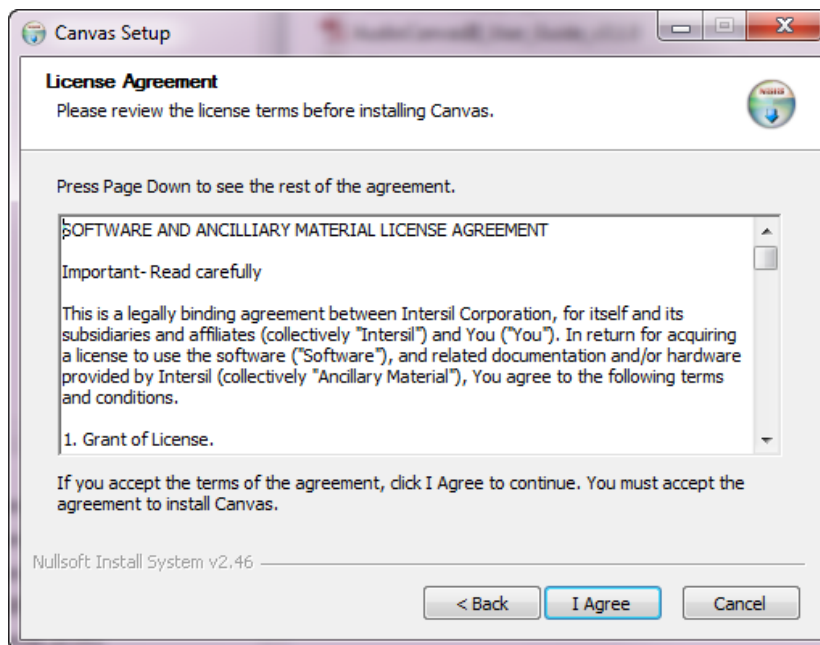 Canvas Setup
License Agreement
Please review the license terms before installing Canvas.
Press Page Down to see the rest of the agreement.
SOFTWARE AND ANCILLIARY MATERIAL LICENSE AGREEMENT
Important- Read carefully
This is a legally binding agreement between Intersil Corporation, for itself and its
subsidiaries and affiliates (collectively "Intersil") and You ("You"). In return for acquiring
a license to use the software ("Software"), and related documentation and/or hardware
provided by Intersil (collectively "Ancillary Material"), You agree to the following terms
and conditions.
1. Grant of License.
If you accept the terms of the agreement, click I Agree to continue. You must accept the
agreement to install Canvas.
Nullsoft Install System v2.46
< Back
I Agree
Cancel